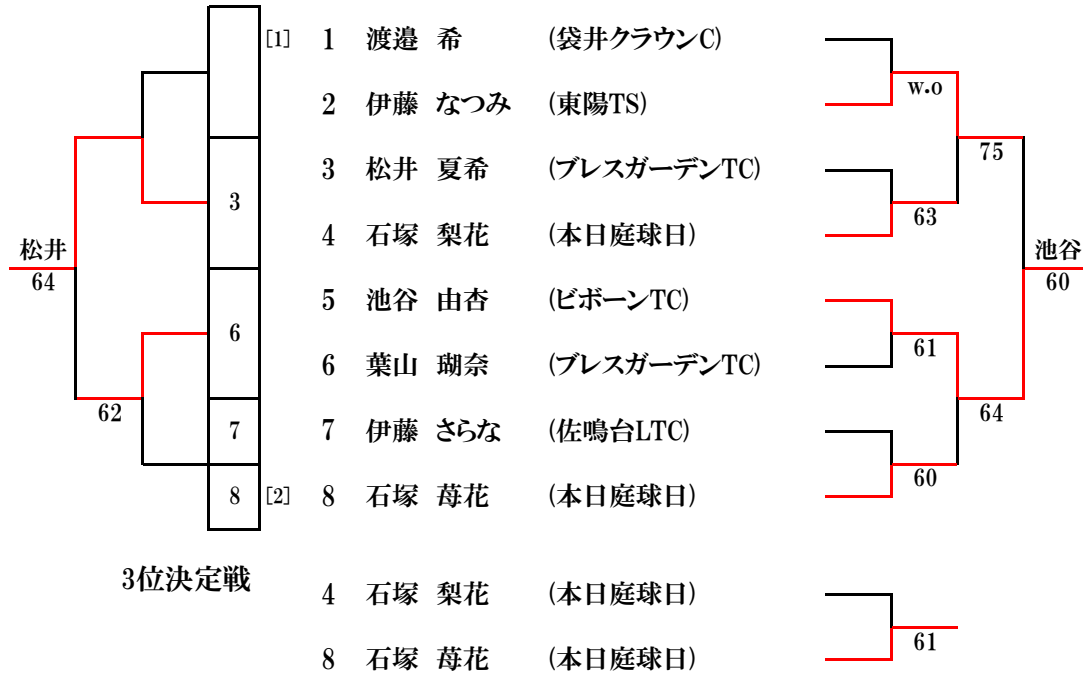 [1] 1 渡邉 希 (袋井クラウンC)
w.o
2 伊藤 なつみ (東陽TS)
75
3 松井 夏希 (ブレスガーデンTC)
3
63
4 石塚 梨花 (本日庭球日)
松井 池谷
64 60
5 池谷 由杏 (ビボーンTC)
6
61
6 葉山 瑚奈 (ブレスガーデンTC)
62 64
7 7 伊藤 さらな (佐鳴台LTC)
60
8 [2] 8 石塚 苺花 (本日庭球日)
3位決定戦
4 石塚 梨花 (本日庭球日)
61
8 石塚 苺花 (本日庭球日)